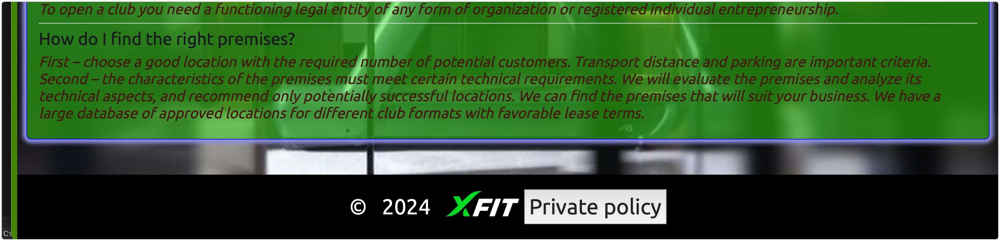 To open a club you need a functioning legal entity of any form of organization or registered individual entrepreneurship.
How do I find the right premises?
First – choose a good location with the required number of potential customers. Transport distance and parking are important criteria.
Second – the characteristics of the premises must meet certain technical requirements. We will evaluate the premises and analyze its
technical aspects, and recommend only potentially successful locations. We can find the premises that will suit your business. We have a
large database of approved locations for different club formats with favorable lease terms.
© 2024 XFIT Private policy
Ст